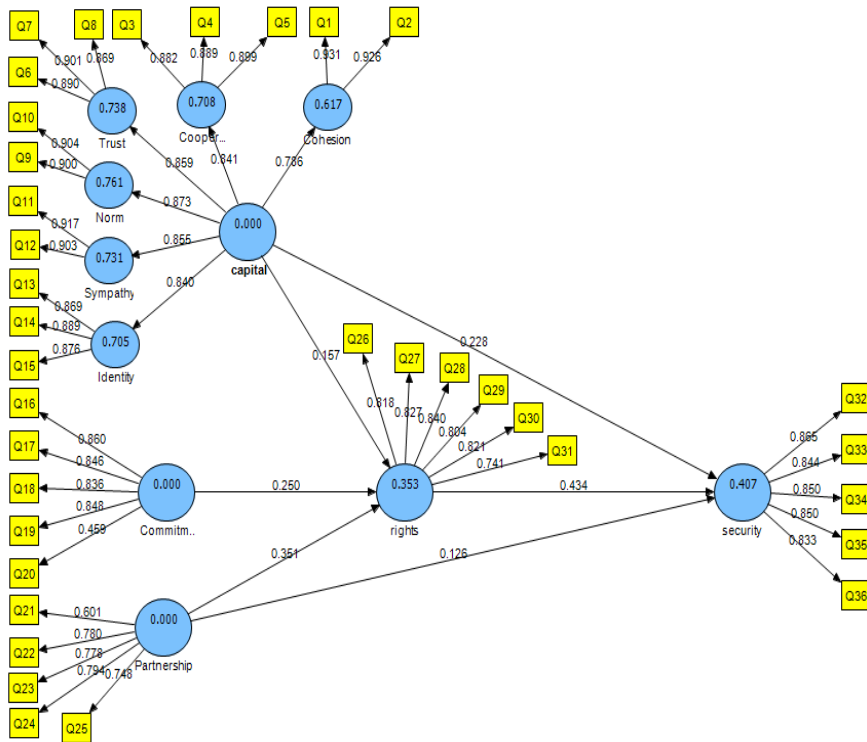 Q7
Q8
Q3
Q4
Q5
Q1
Q2
0.901
0.869
0.882
0.889
0.899
0.931
0.926
Q6
0.890
0.738
Trust
0.708
Cooper...
0.617
Cohesion
Q10
0.904
Q9
0.900
0.761
Norm
0.859
0.841
0.786
0.873
Q11
0.917
Q12
0.903
0.731
Sympathy
0.855
0.000
capital
Q13
0.869
Q14
0.889
Q15
0.876
0.705
Identity
0.840
0.157
0.228
Q26
Q27
Q28
Q29
Q30
Q31
0.818
0.827
0.840
0.804
0.821
0.741
Q16
0.860
Q17
0.846
Q18
0.836
Q19
0.848
Q20
0.459
0.000
Commitm..
0.250
0.353
rights
0.434
0.407
security
Q32
0.865
Q33
0.844
Q34
0.850
Q35
0.850
Q36
0.833
0.351
0.126
Q21
0.601
Q22
0.780
Q23
0.778
Q24
0.794
Q25
0.748
0.000
Partnership